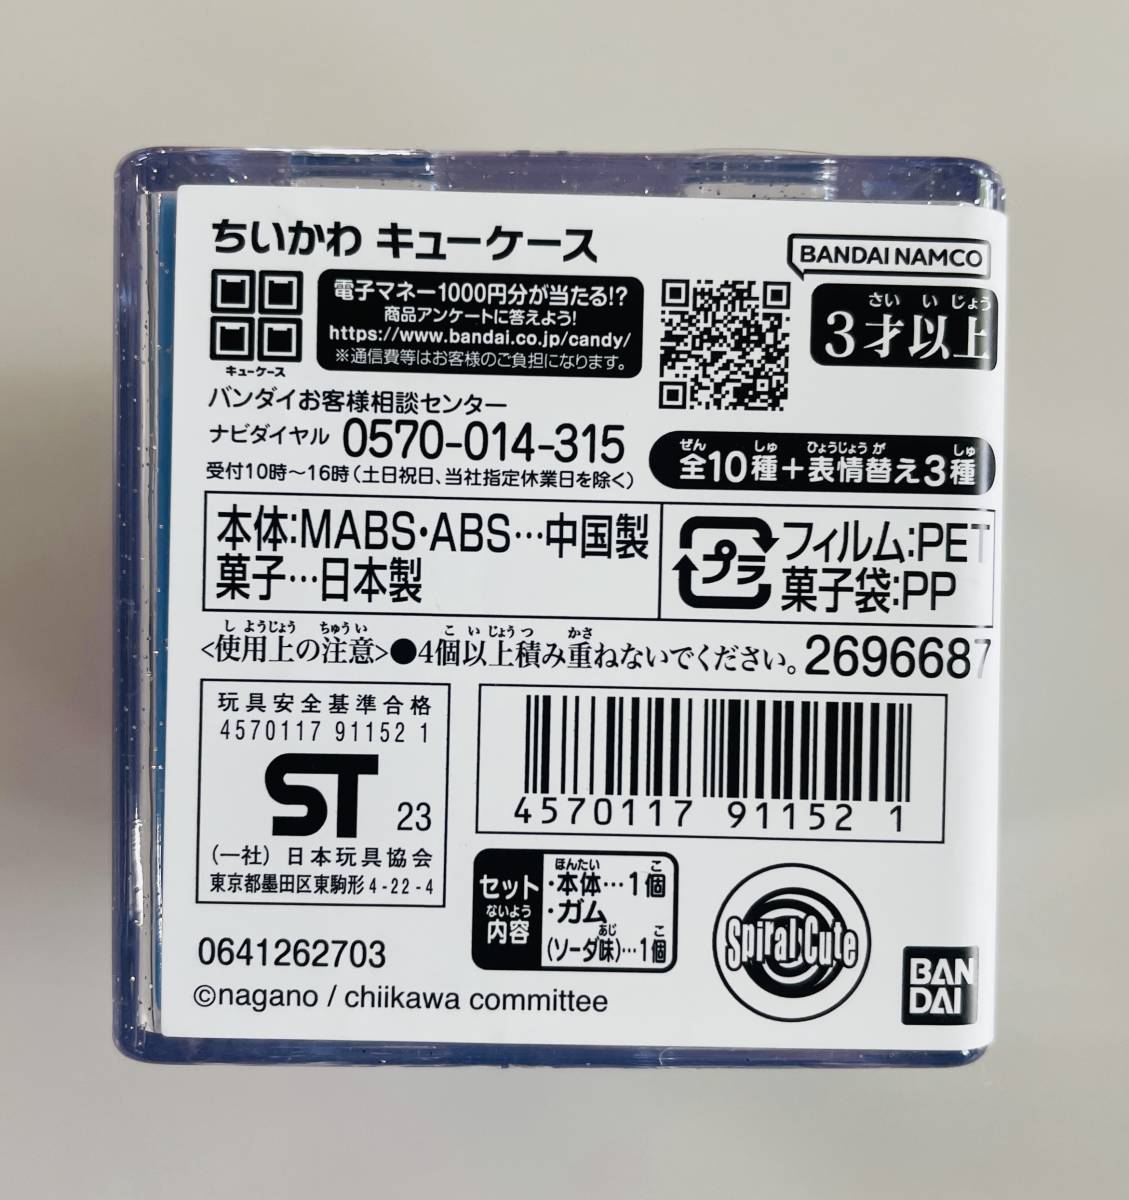 ちいかわ キューケース
BANDAI NAMCO
キューケース
電子マネー1000円分が当たる!?
商品アンケートに答えよう!
https://www.bandai.co.jp/candy/
※通信費等はお客様のご負担になります。
さい いじょう
3才以上
バンダイお客様相談センター
ナビダイヤル 0570-014-315
受付10時～16時(土日祝日、当社指定休業日を除く)
ぜん しゅ ひょうじょうが しゅ
全10種+表情替え3種
本体:MABS・ABS…中国製
菓子…日本製
プラ
フィルム:PET
菓子袋:PP
しようじょう ちゅうい こいじょうつ かさ
<使用上の注意>●4個以上積み重ねないでください。 2696687
玩具安全基準合格
4570117 91152 1
ST 23
(一社) 日本玩具協会
東京都墨田区東駒形4-22-4
4570117 911521
セット
ないよう
内容
ほんたい こ
・本体…1個
・ガム
あじ こ
(ソーダ味)…1個
Spiral Cute
BAN
DAI
0641262703
©nagano / chiikawa committee